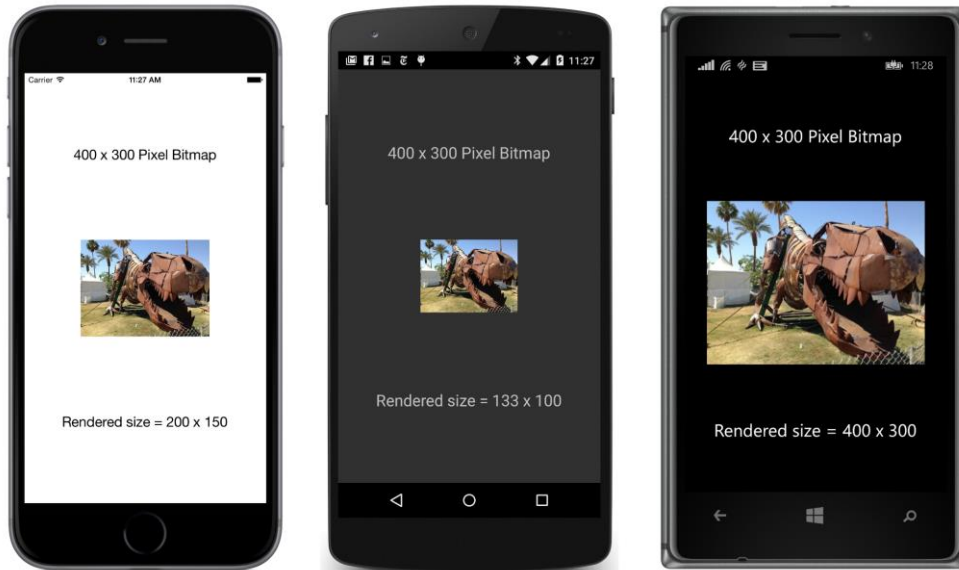 Carrier 11:27 AM
400 x 300 Pixel Bitmap
Rendered size = 200 x 150
11:27
400 x 300 Pixel Bitmap
Rendered size = 133 x 100
11:28
400 x 300 Pixel Bitmap
Rendered size = 400 x 300